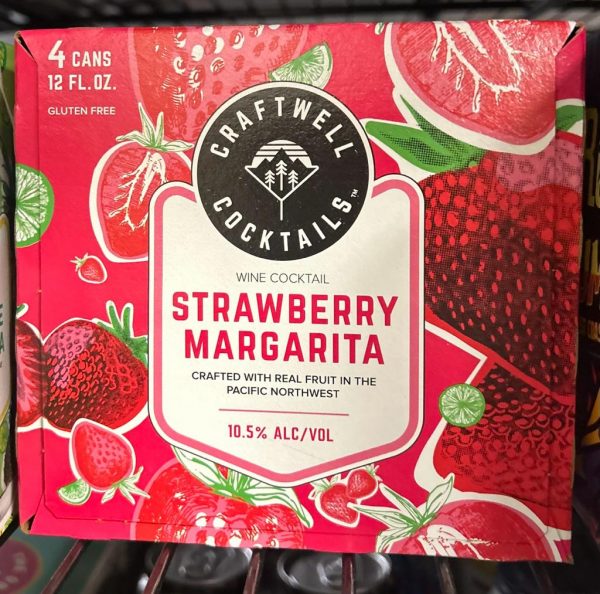 4 CANS
12 FL. OZ.
GLUTEN FREE
CRAFTWELL
COCKTAILS™
WINE COCKTAIL
STRAWBERRY
MARGARITA
CRAFTED WITH REAL FRUIT IN THE
PACIFIC NORTHWEST
10.5% ALC/VOL